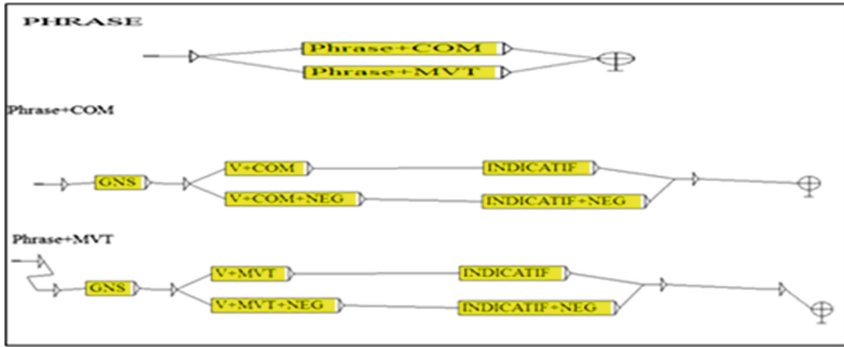 PHRASE
Phrase+COM
Phrase+MVT
Phrase+COM
V+COM INDICATIF
GNS
V+COM+NEG INDICATIF+NEG
Phrase+MVT
V+MVT INDICATIF
GNS
V+MVT+NEG INDICATIF+NEG